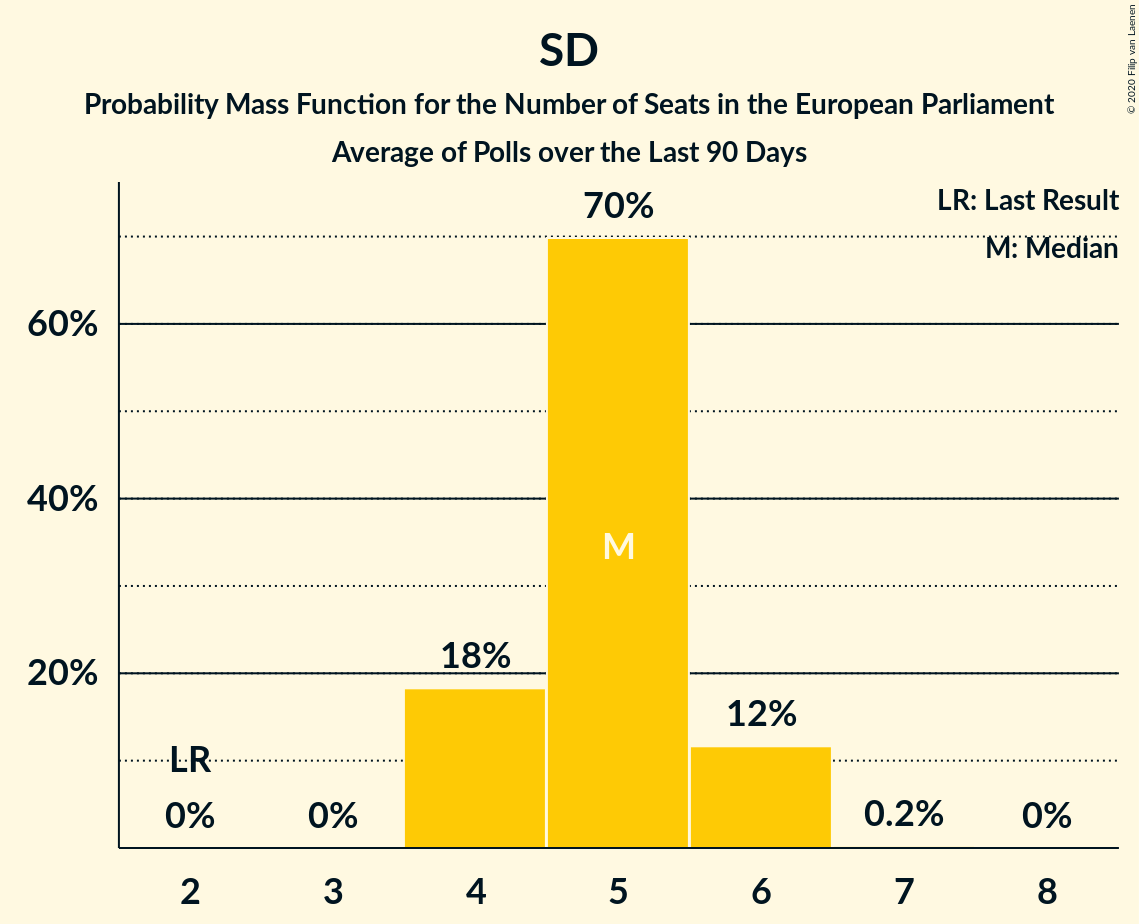 SD
Probability Mass Function for the Number of Seats in the European Parliament
Average of Polls over the Last 90 Days
© 2020 Filip van Laenen
LR: Last Result
M: Median
70%
60%
40%
M
20%
18%
12%
LR
0%
0%
0.2%
0%
2 3 4 5 6 7 8